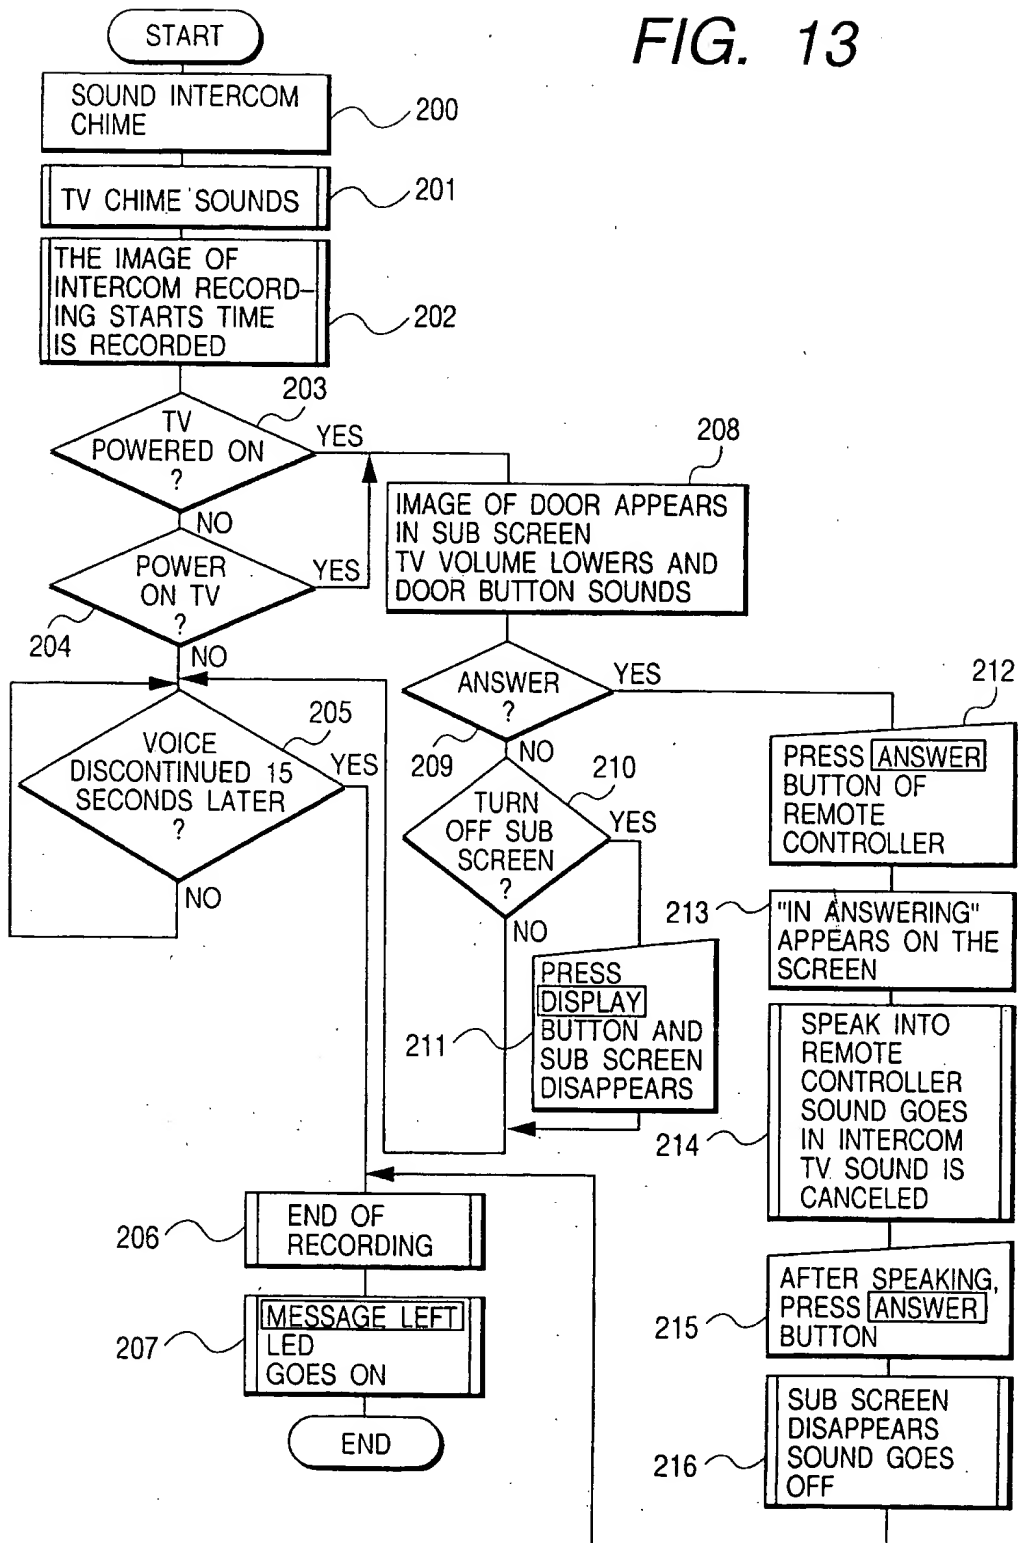 FIG. 13
START
SOUND INTERCOM
CHIME
200
TV CHIME SOUNDS
201
THE IMAGE OF
INTERCOM RECORD-
ING STARTS TIME
IS RECORDED
202
203
TV
POWERED ON
?
YES
NO
POWER
ON TV
?
YES
204
NO
205
VOICE
DISCONTINUED 15
SECONDS LATER
?
YES
NO
206
END OF
RECORDING
207
MESSAGE LEFT
LED
GOES ON
END
208
IMAGE OF DOOR APPEARS
IN SUB SCREEN
TV VOLUME LOWERS AND
DOOR BUTTON SOUNDS
ANSWER
?
YES
209
NO
210
TURN
OFF SUB
SCREEN
?
YES
NO
211
PRESS
DISPLAY
BUTTON AND
SUB SCREEN
DISAPPEARS
212
PRESS ANSWER
BUTTON OF
REMOTE
CONTROLLER
213
"IN ANSWERING"
APPEARS ON THE
SCREEN
214
SPEAK INTO
REMOTE
CONTROLLER
SOUND GOES
IN INTERCOM
TV SOUND IS
CANCELED
215
AFTER SPEAKING,
PRESS ANSWER
BUTTON
216
SUB SCREEN
DISAPPEARS
SOUND GOES
OFF